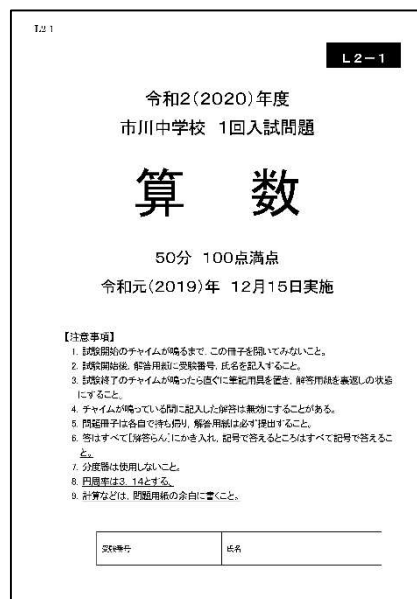 L2-1
L2-1
令和2(2020)年度
市川中学校 1回入試問題
算 数
50分 100点満点
令和元(2019)年 12月15日実施
【注意事項】
1. 試験開始のチャイムが鳴るまで、この冊子を開いてみないこと。
2. 試験開始後、解答用紙に受験番号、氏名を記入すること。
3. 試験終了のチャイムが鳴ったら直ぐに筆記用具を置き、解答用紙を裏返しの状態
にすること。
4. チャイムが鳴っている間に記入した解答は無効にすることがある。
5. 問題冊子は各自で持ち帰り、解答用紙は必ず提出すること。
6. 答はすべて[解答らん]にかき入れ、記号で答えるところはすべて記号で答えるこ
と。
7. 分度器は使用しないこと。
8. 円周率は3.14とする。
9. 計算などは、問題用紙の余白に書くこと。
受験番号 氏名